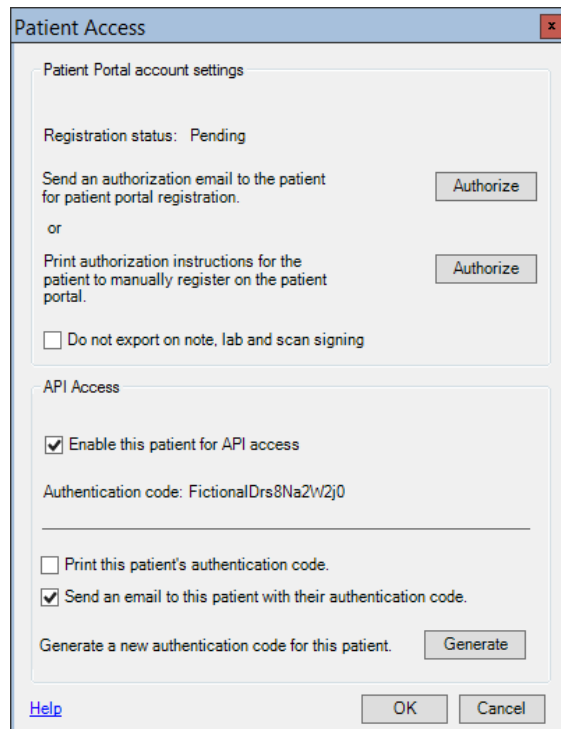 Patient Access
x
Patient Portal account settings
Registration status: Pending
Send an authorization email to the patient
for patient portal registration.
Authorize
or
Print authorization instructions for the
patient to manually register on the patient
portal.
Authorize
Do not export on note, lab and scan signing
API Access
Enable this patient for API access
Authentication code: FictionalDrs8Na2W2j0
Print this patient's authentication code.
Send an email to this patient with their authentication code.
Generate a new authentication code for this patient.
Generate
Help
OK
Cancel